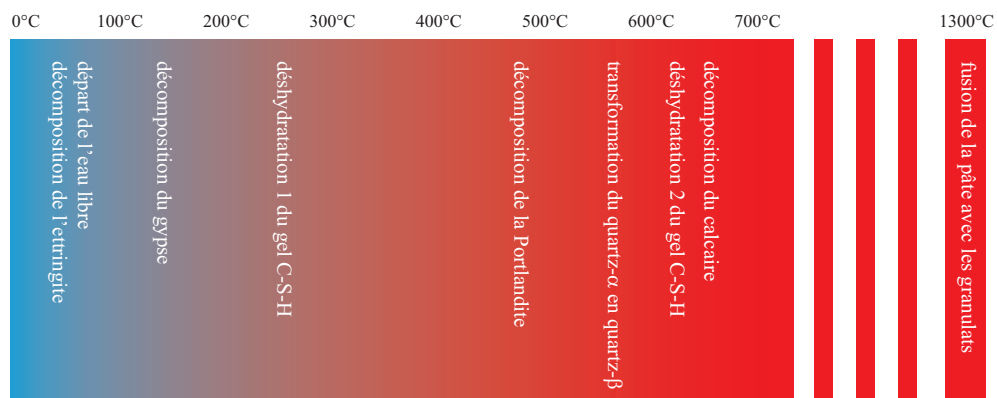 0°C 100°C 200°C 300°C 400°C 500°C 600°C 700°C 1300°C
décomposition de l'ettringite
départ de l'eau libre
décomposition du gypse
déshydratation 1 du gel C-S-H
décomposition de la Portlandite
transformation du quartz-α en quartz-β
déshydratation 2 du gel C-S-H
décomposition du calcaire
fusion de la pâte avec les granulats